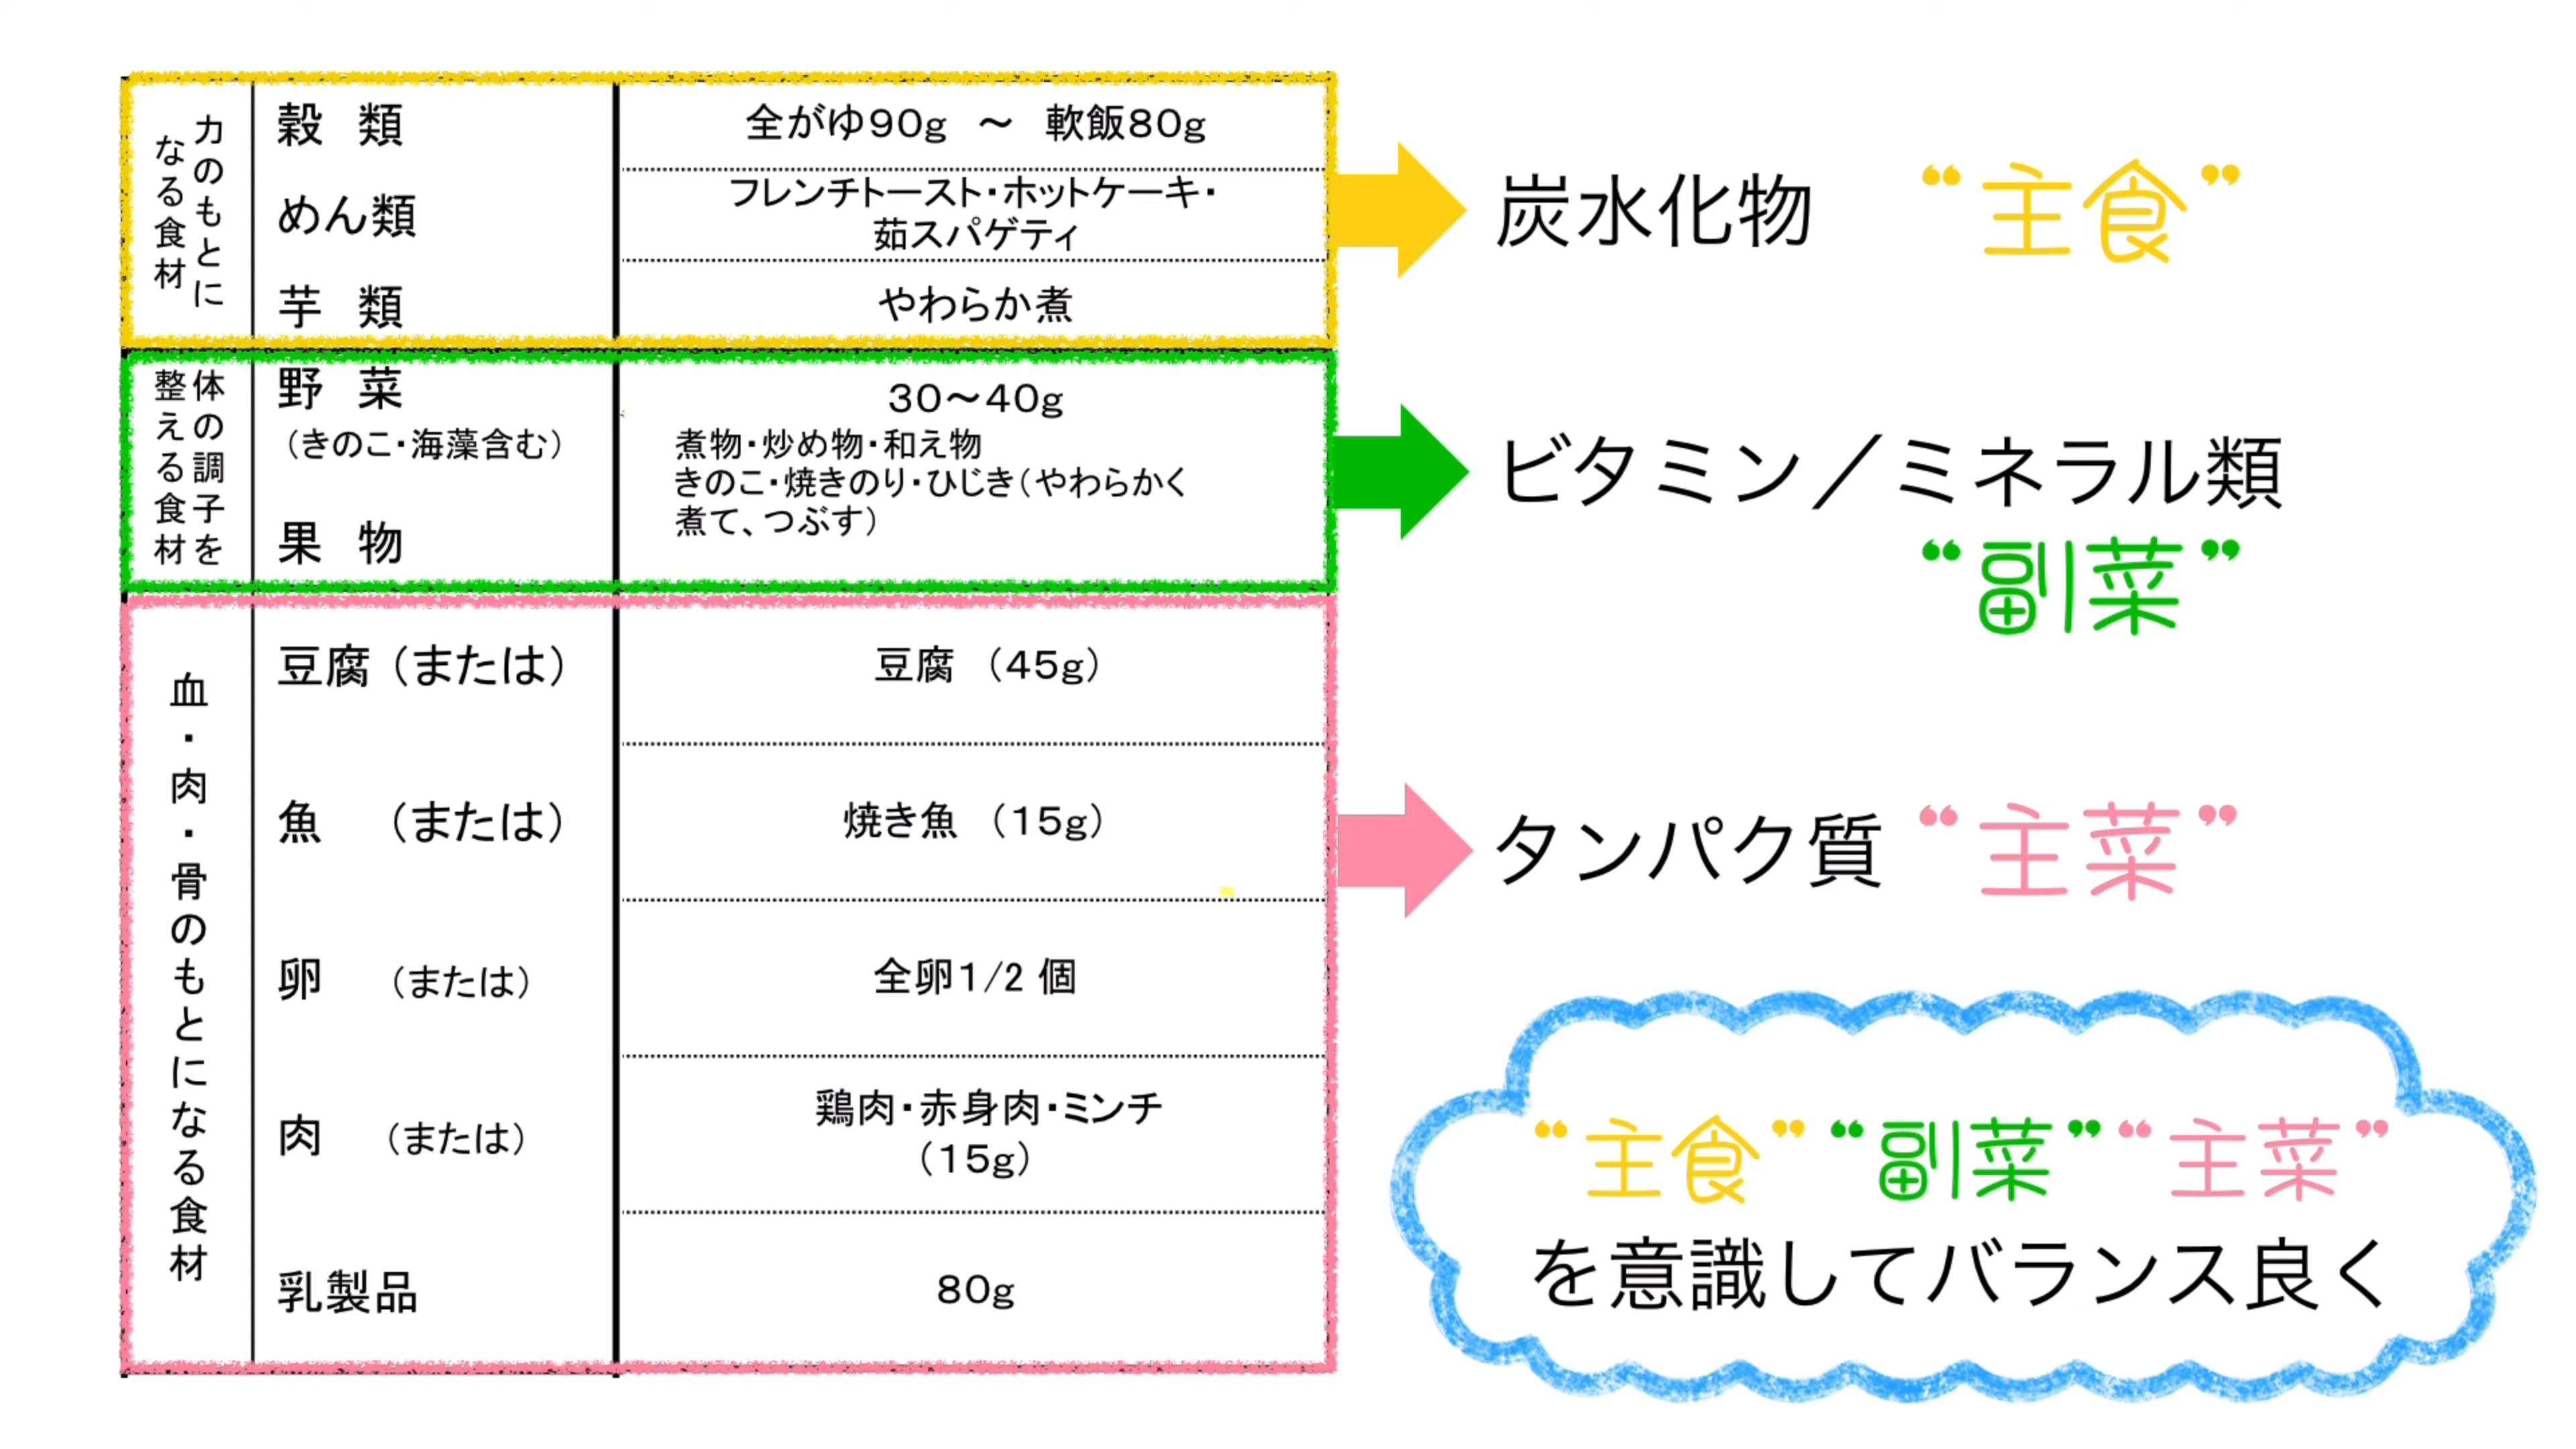 力のもとに
なる食材
穀 類
全がゆ90g ～ 軟飯80g
めん類
フレンチトースト・ホットケーキ・
茹スパゲティ
芋 類
やわらか煮
炭水化物 “主食”
体の調子を
整える食材
野 菜
（きのこ・海藻含む）
果 物
30～40g
煮物・炒め物・和え物
きのこ・焼きのり・ひじき（やわらかく
煮て、つぶす）
ビタミン／ミネラル類
“副菜”
血・肉・骨のもとになる食材
豆腐（または）
豆腐 （45g）
魚 （または）
焼き魚 （15g）
卵 （または）
全卵1/2 個
肉 （または）
鶏肉・赤身肉・ミンチ
（15g）
乳製品
80g
タンパク質 “主菜”
“主食”“副菜”“主菜”
を意識してバランス良く